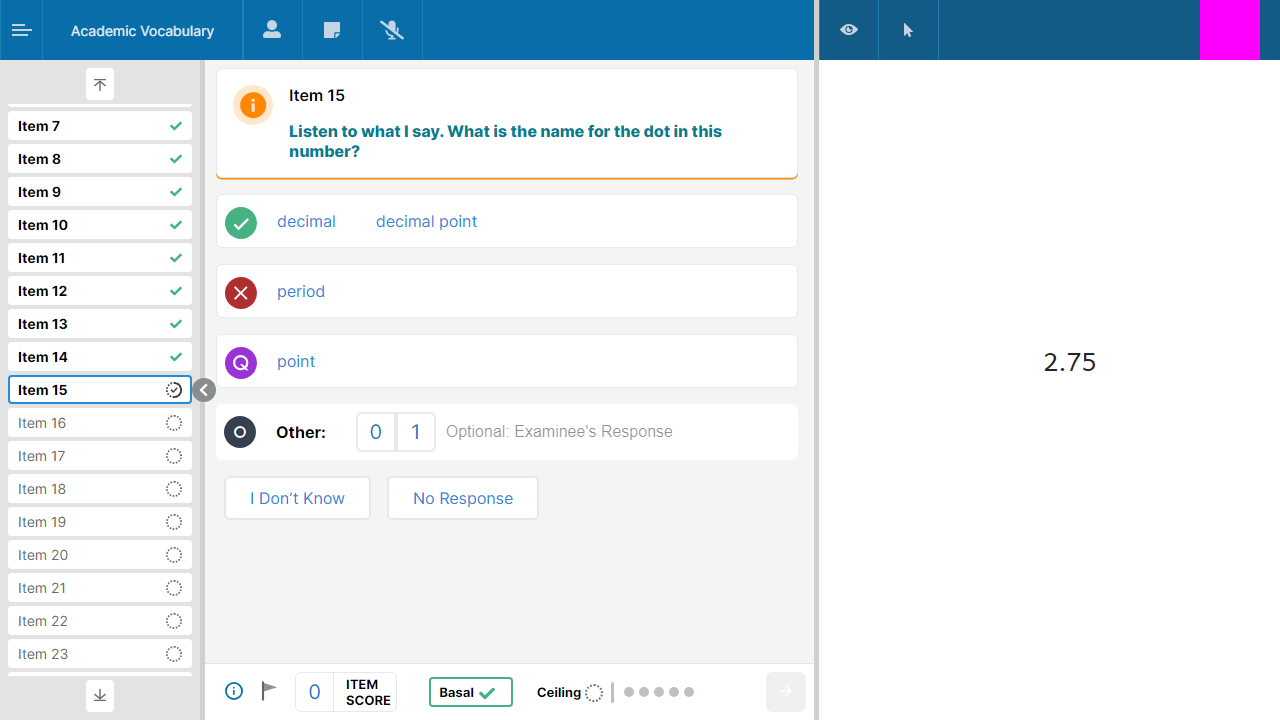 Academic Vocabulary
Item 7
Item 8
Item 9
Item 10
Item 11
Item 12
Item 13
Item 14
Item 15
Item 16
Item 17
Item 18
Item 19
Item 20
Item 21
Item 22
Item 23
Item 15
Listen to what I say. What is the name for the dot in this
number?
decimal decimal point
period
Q point
Other: 0 1 Optional: Examinee's Response
I Don’t Know No Response
0 ITEM
SCORE
Basal
Ceiling
2.75